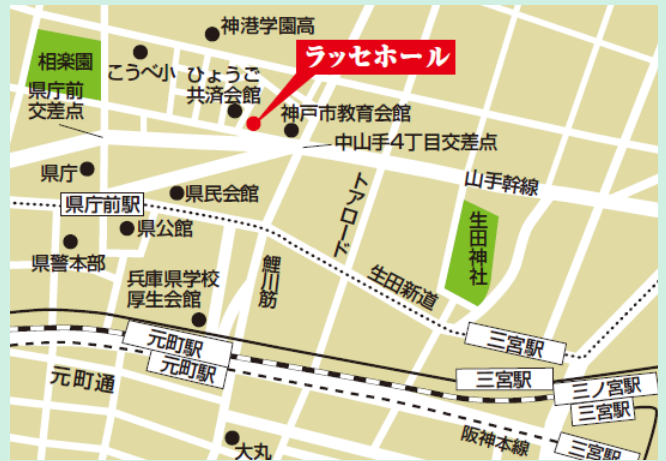 神港学園高
ラッセホール
相楽園
こうべ小
ひょうご
共済会館
県庁前
交差点
神戸市教育会館
中山手4丁目交差点
県庁
山手幹線
県民会館
トアロード
県庁前駅
生田神社
県公館
県警本部
鯉川筋
生田新道
兵庫県学校
厚生会館
元町駅
三宮駅
元町駅
元町通
三宮駅
三ノ宮駅
三宮駅
阪神本線
三宮駅
大丸